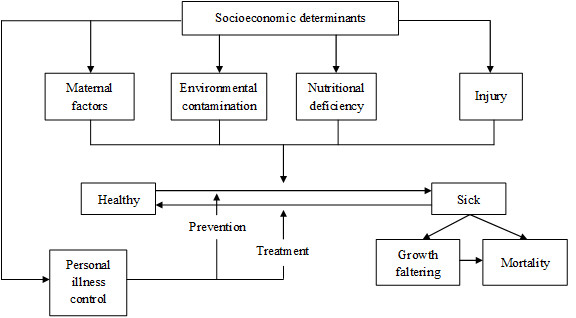 Socioeconomic determinants
Maternal
factors
Environmental
contamination
Nutritional
deficiency
Injury
Healthy
Sick
Prevention
Treatment
Personal
illness
control
Growth
faltering
Mortality